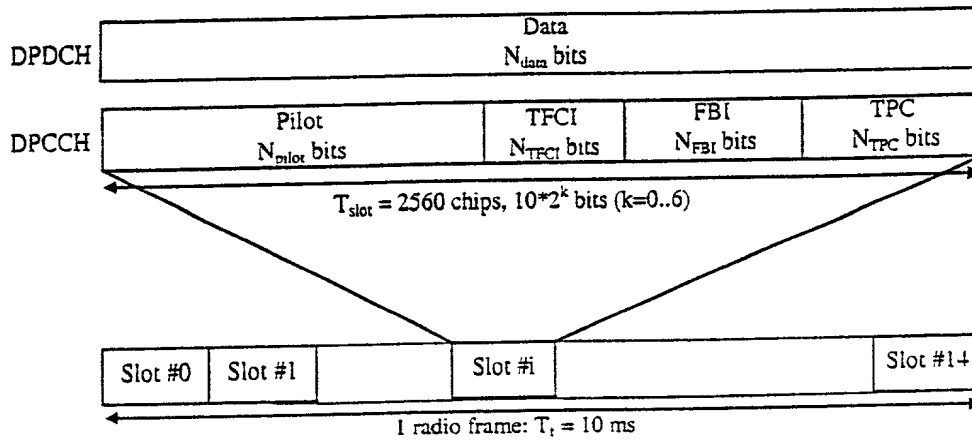 Data
DPDCH
N_data bits
Pilot TFCI FBI TPC
DPCCH
N_pilot bits N_TFCI bits N_FBI bits N_TPC bits
T_slot = 2560 chips, 10*2^k bits (k=0..6)
Slot #0 Slot #1 Slot #i Slot #14
1 radio frame: T_f = 10 ms